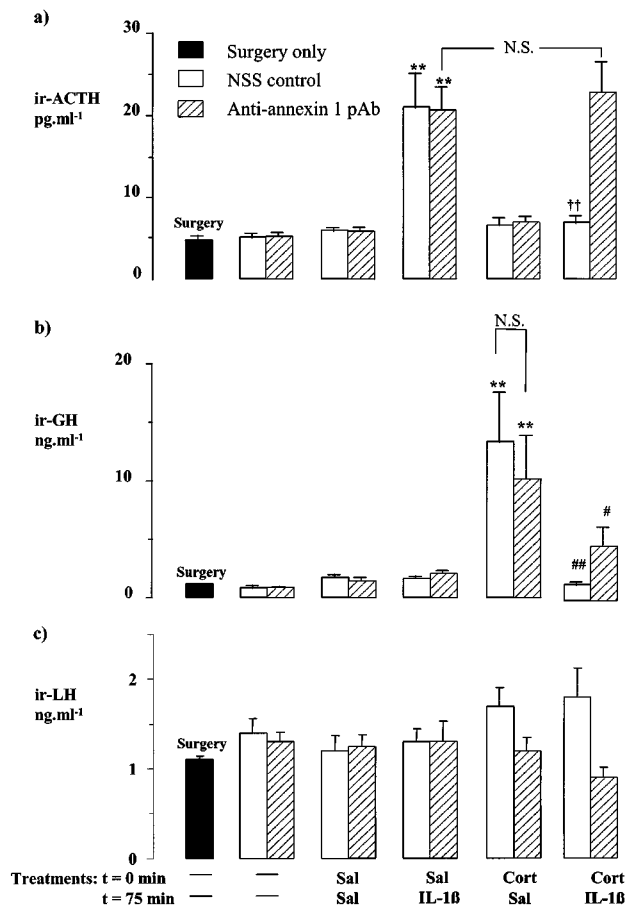 a)
30
ir-ACTH
pg.ml-1
20
10
0
Surgery only
NSS control
Anti-annexin 1 pAb
** **
N.S.
††
Surgery
b)
20
ir-GH
ng.ml-1
10
0
N.S.
**
**
#
##
Surgery
c)
2
ir-LH
ng.ml-1
1
0
Surgery
Treatments: t = 0 min — — Sal Sal Cort Cort
t = 75 min — — Sal IL-1ß Sal IL-1ß